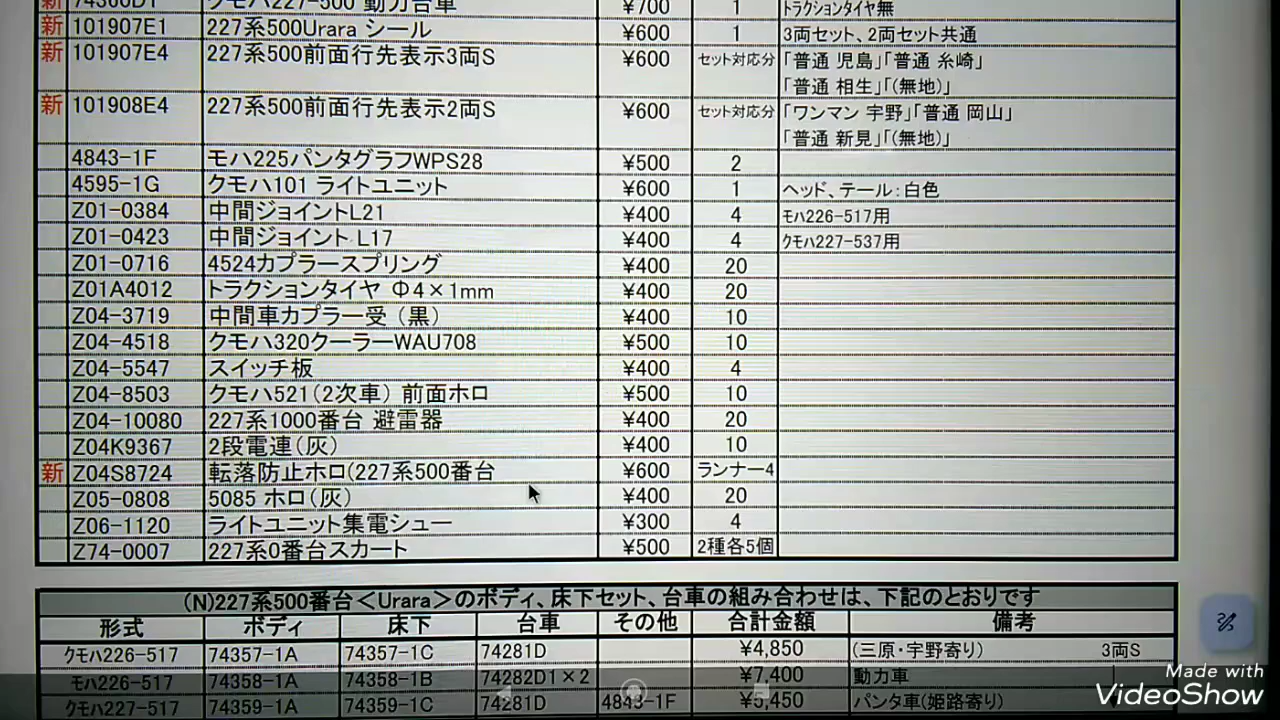 新 74360D1 クモハ227-500 動力台車 ¥700 1 トラクションタイヤ無
新 101907E1 227系500Urara シール ¥600 1 3両セット、2両セット共通
新 101907E4 227系500前面行先表示3両S ¥600 セット対応分 「普通 児島」「普通 糸崎」
「普通 相生」「(無地)」
新 101908E4 227系500前面行先表示2両S ¥600 セット対応分 「ワンマン 宇野」「普通 岡山」
「普通 新見」「(無地)」
4843-1F モハ225パンタグラフWPS28 ¥500 2
4595-1G クモハ101 ライトユニット ¥600 1 ヘッド、テール:白色
Z01-0384 中間ジョイントL21 ¥400 4 モハ226-517用
Z01-0423 中間ジョイント L17 ¥400 4 クモハ227-537用
Z01-0716 4524カプラースプリング ¥400 20
Z01A4012 トラクションタイヤ Φ4×1mm ¥400 20
Z04-3719 中間車カプラー受 (黒) ¥400 10
Z04-4518 クモハ320クーラーWAU708 ¥500 10
Z04-5547 スイッチ板 ¥400 4
Z04-8503 クモハ521(2次車) 前面ホロ ¥500 10
Z04-10080 227系1000番台 避雷器 ¥400 20
Z04K9367 2段電連(灰) ¥400 10
新 Z04S8724 転落防止ホロ(227系500番台 ¥600 ランナー4
Z05-0808 5085 ホロ(灰) ¥400 20
Z06-1120 ライトユニット集電シュー ¥300 4
Z74-0007 227系0番台スカート ¥500 2種各5個
(N)227系500番台<Urara>のボディ、床下セット、台車の組み合わせは、下記のとおりです
形式 ボディ 床下 台車 その他 合計金額 備考
クモハ226-517 74357-1A 74357-1C 74281D ¥4,850 (三原・宇野寄り) 3両S
モハ226-517 74358-1A 74358-1B 74282D1×2 ¥7,400 動力車
クモハ227-517 74359-1A 74359-1C 74281D 4843-1F ¥5,450 パンタ車(姫路寄り)
Made with
VideoShow